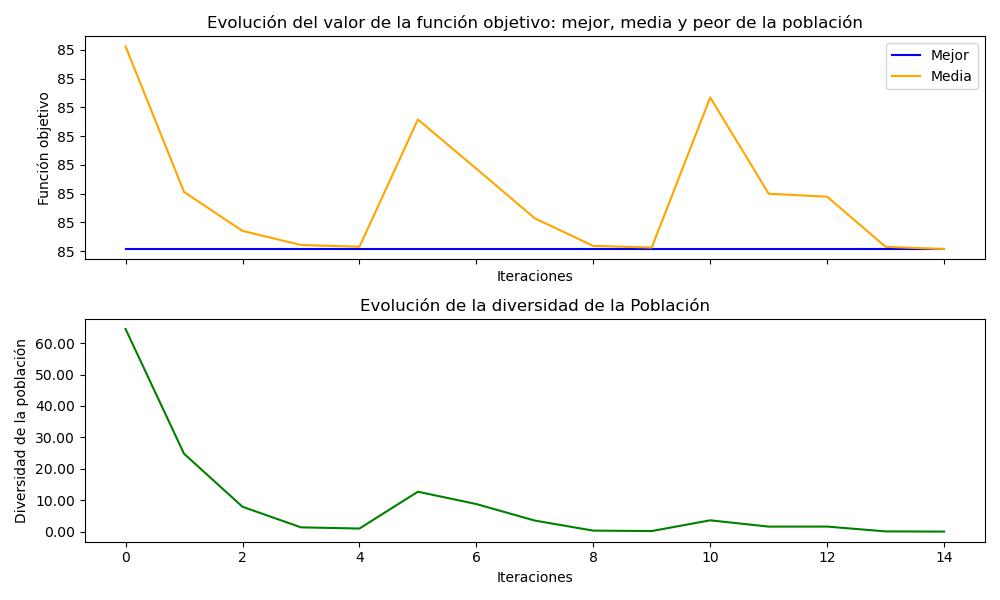 Evolución del valor de la función objetivo: mejor, media y peor de la población
Función objetivo
85
85
85
85
85
85
85
85
Mejor
Media
Iteraciones
Evolución de la diversidad de la Población
Diversidad de la población
60.00
50.00
40.00
30.00
20.00
10.00
0.00
0 2 4 6 8 10 12 14
Iteraciones